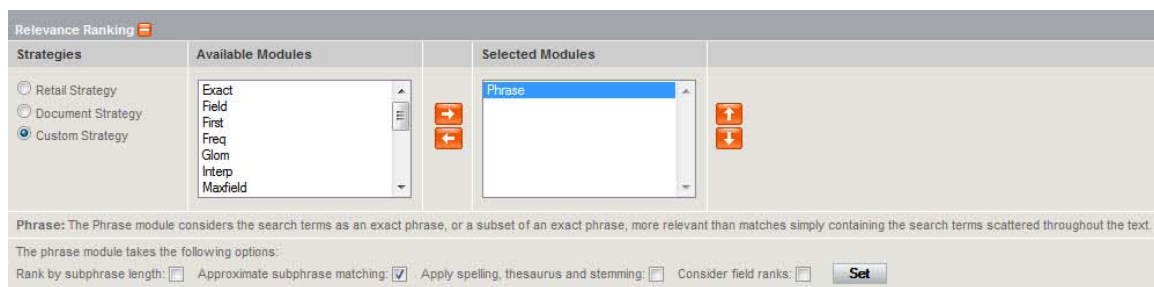 Relevance Ranking
Strategies Available Modules Selected Modules
Retail Strategy
Document Strategy
Custom Strategy
Exact
Field
First
Freq
Glom
Interp
Maxfield
Phrase
Phrase: The Phrase module considers the search terms as an exact phrase, or a subset of an exact phrase, more relevant than matches simply containing the search terms scattered throughout the text.
The phrase module takes the following options:
Rank by subphrase length: Approximate subphrase matching: Apply spelling, thesaurus and stemming: Consider field ranks: Set